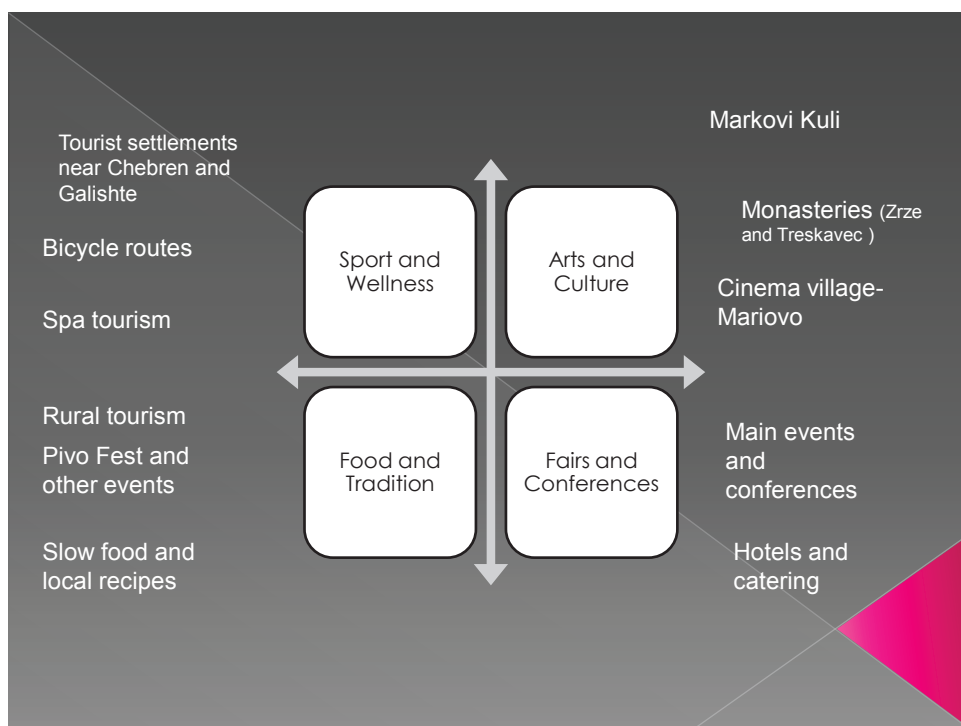 Tourist settlements
near Chebren and
Galishte
Bicycle routes
Spa tourism
Rural tourism
Pivo Fest and
other events
Slow food and
local recipes
Sport and
Wellness
Arts and
Culture
Food and
Tradition
Fairs and
Conferences
Markovi Kuli
Monasteries (Zrze
and Treskavec )
Cinema village-
Mariovo
Main events
and
conferences
Hotels and
catering